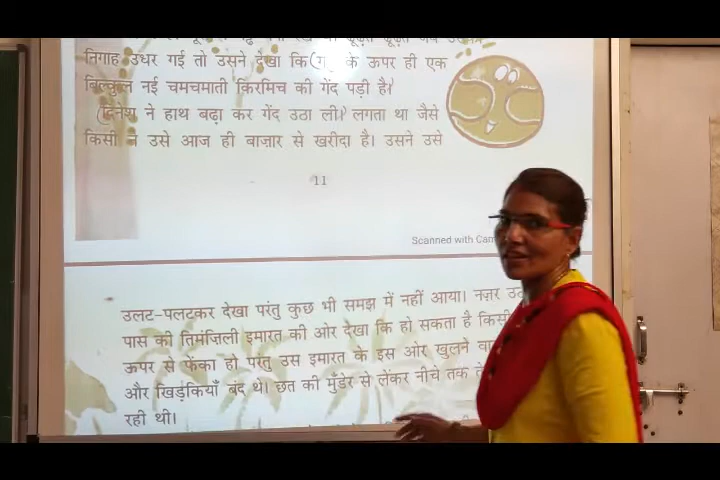 निगाह उधर गई तो उसने देखा कि के ऊपर ही एक
बिल्कुल नई चमचमाती किरमिच की गेंद पड़ी है।
दिनेश ने हाथ बढ़ा कर गेंद उठा ली। लगता था जैसे
किसी ने उसे आज ही बाज़ार से खरीदा है। उसने उसे
11
Scanned with
उलट-पलटकर देखा परंतु कुछ भी समझ में नहीं आया। नज़र
पास की तिमंज़िली इमारत की ओर देखा कि हो सकता है किसी
ऊपर से फेंका हो परंतु उस इमारत के इस ओर खुलने
और खिड़कियाँ बंद थे। छत की मुंडेर से लेकर नीचे तक
रही थी।